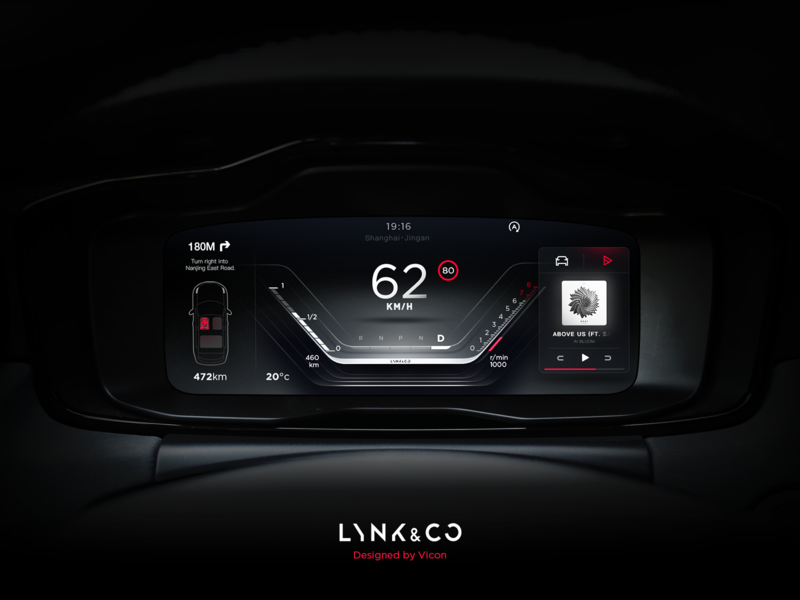 19:16
Shanghai-Jingan
180M
Turn right into
Nanjing East Road.
472km
20°c
62
KM/H
80
1
1/2
0
460
km
R N P N D
LYNK&CO
0 1 2 3 4 5 6 7 8
r/min
1000
ABOVE US (FT. S
LYNK&CO
Designed by Vicon